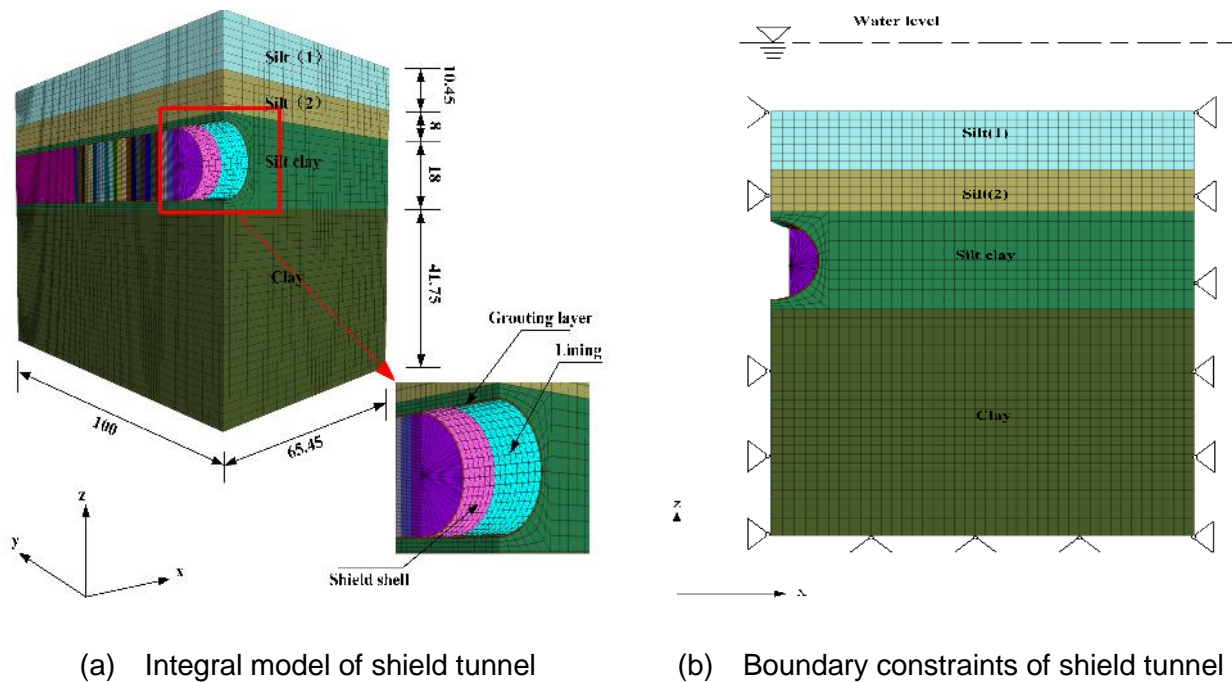 Silt（1）
Silt（2）
Silt clay
Clay
10.45
8
18
41.75
100
65.45
Grouting layer
Lining
Shield shell
z
y
x
(a) Integral model of shield tunnel
Water level
Silt(1)
Silt(2)
Silt clay
Clay
z
x
(b) Boundary constraints of shield tunnel